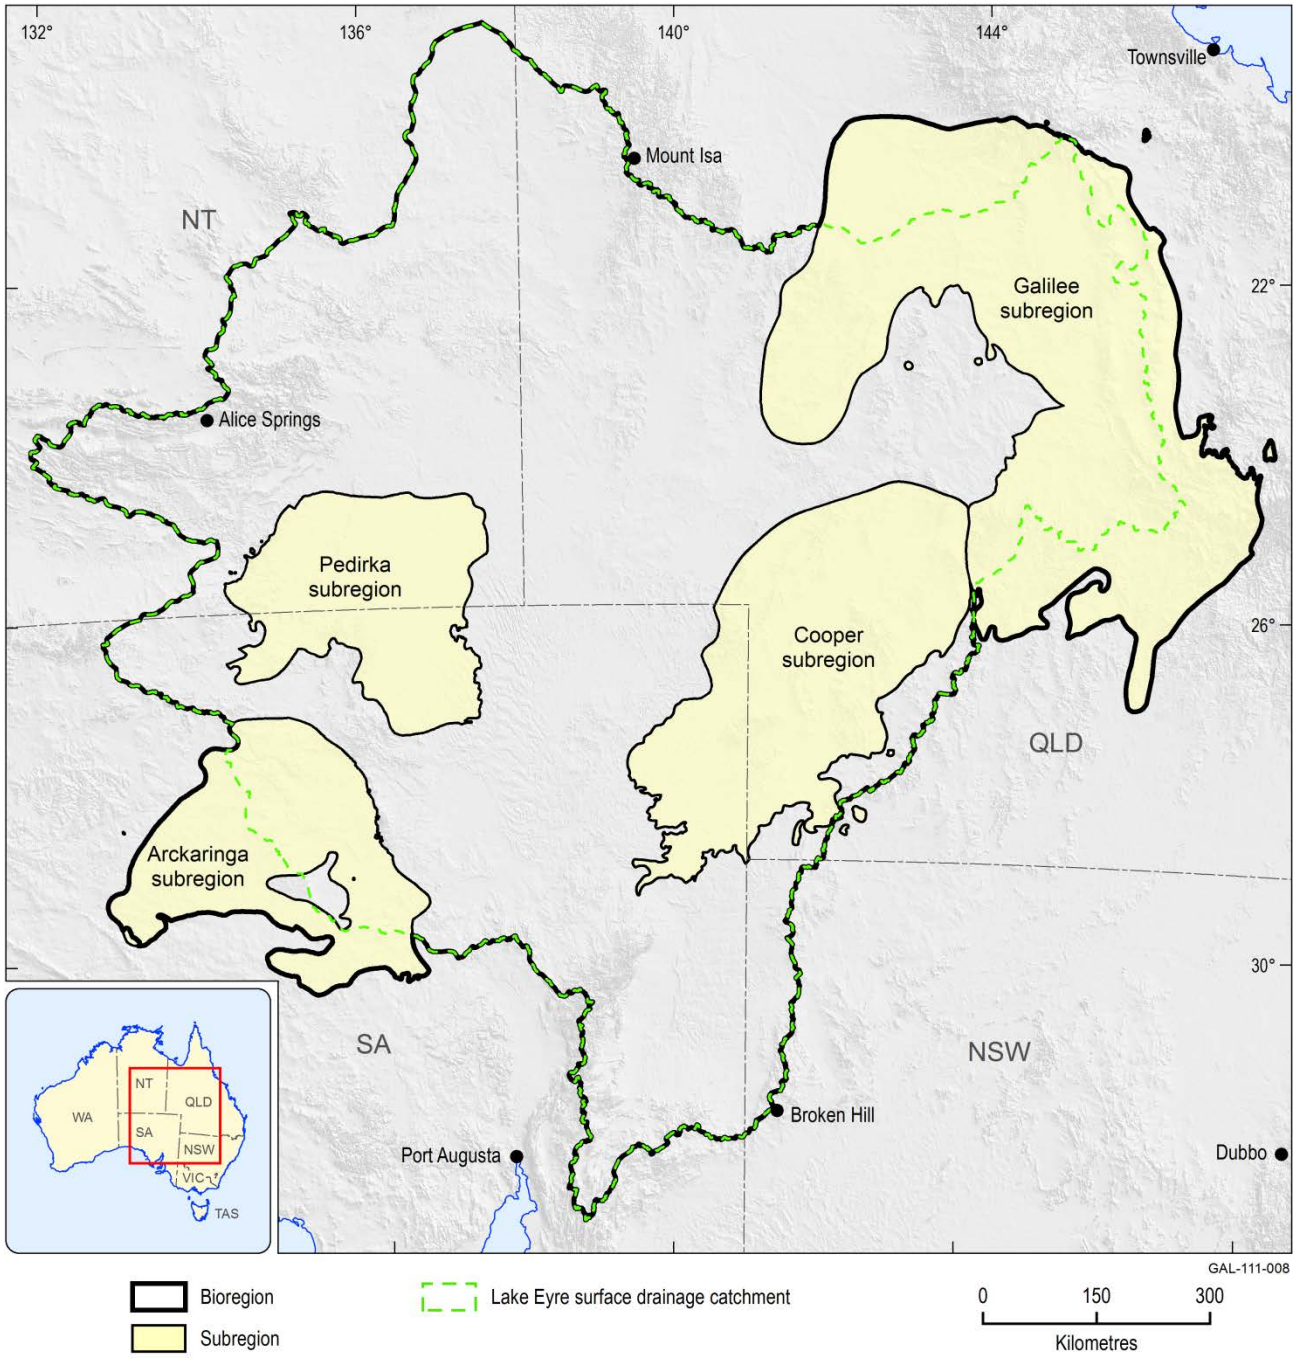 132°
136°
140°
144°
Townsville
Mount Isa
NT
Galilee
subregion
22°
Alice Springs
Pedirka
subregion
Cooper
subregion
26°
QLD
Arckaringa
subregion
30°
SA
NSW
NT
QLD
WA
SA
NSW
VIC
TAS
Broken Hill
Port Augusta
Dubbo
GAL-111-008
Bioregion
Lake Eyre surface drainage catchment
0 150 300
Subregion
Kilometres